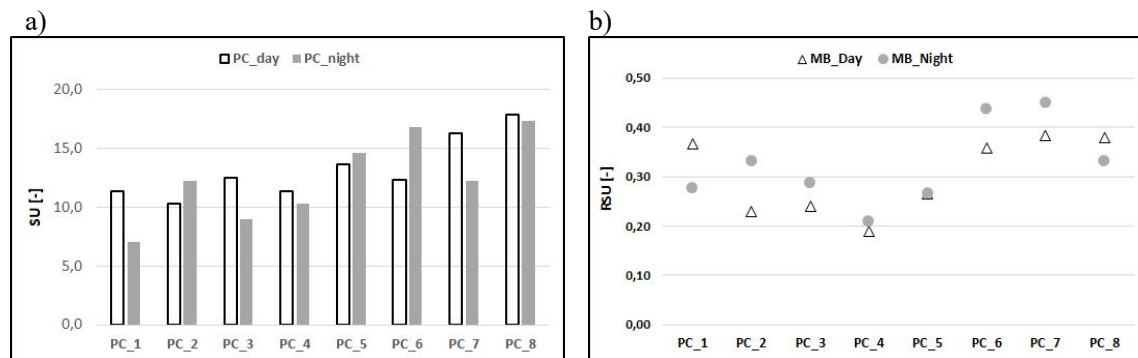 a)
PC_day PC_night
SU [-]
20,0
15,0
10,0
5,0
0,0
PC_1 PC_2 PC_3 PC_4 PC_5 PC_6 PC_7 PC_8
b)
MB_Day MB_Night
RSU [-]
0,50
0,40
0,30
0,20
0,10
0,00
PC_1 PC_2 PC_3 PC_4 PC_5 PC_6 PC_7 PC_8